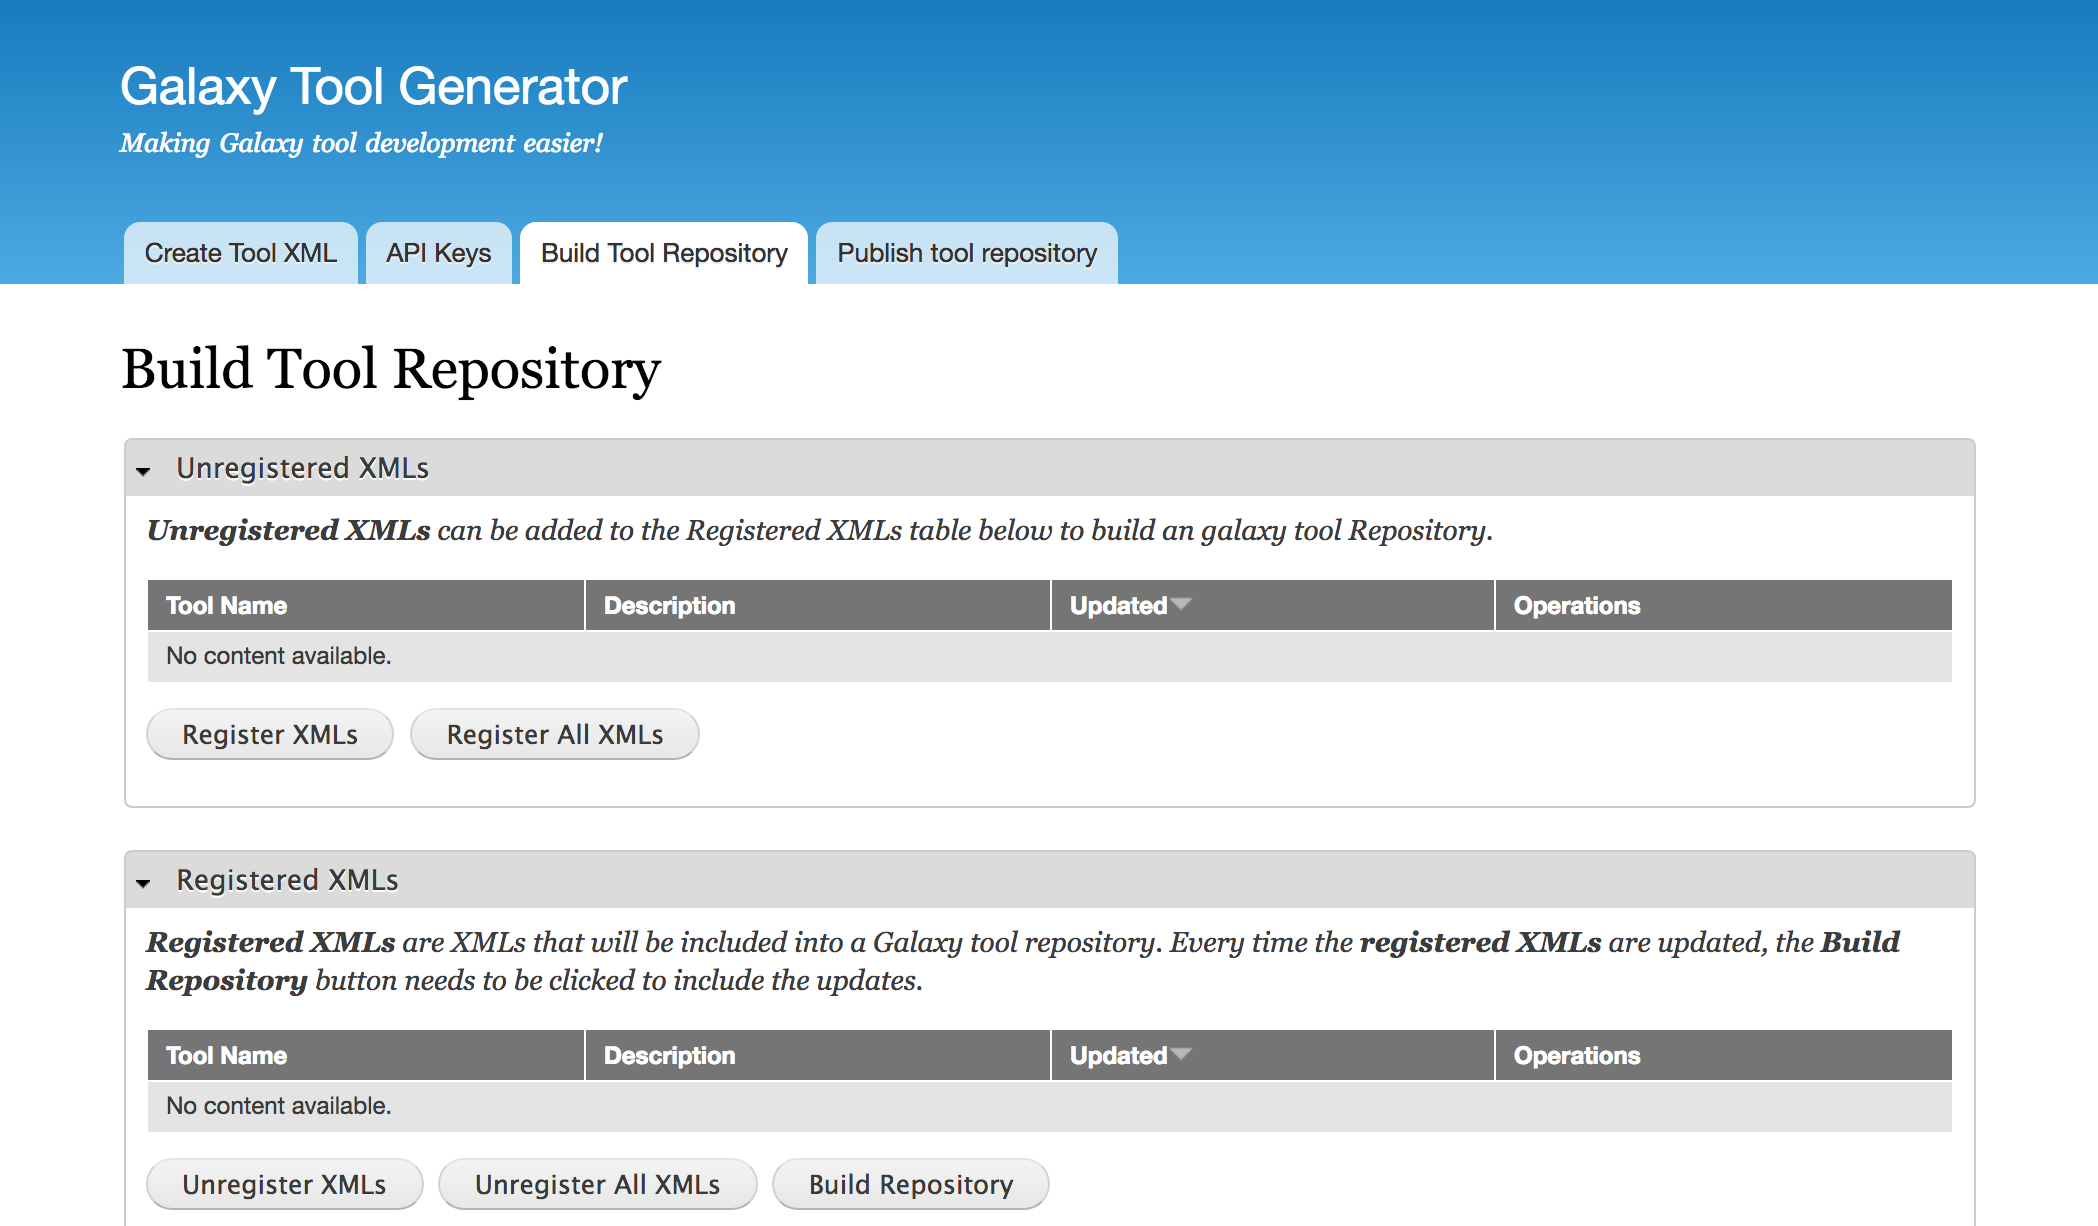 Galaxy Tool Generator
Making Galaxy tool development easier!
Create Tool XML API Keys Build Tool Repository Publish tool repository
Build Tool Repository
Unregistered XMLs
Unregistered XMLs can be added to the Registered XMLs table below to build an galaxy tool Repository.
Tool Name Description Updated Operations
No content available.
Register XMLs Register All XMLs
Registered XMLs
Registered XMLs are XMLs that will be included into a Galaxy tool repository. Every time the registered XMLs are updated, the Build
Repository button needs to be clicked to include the updates.
Tool Name Description Updated Operations
No content available.
Unregister XMLs Unregister All XMLs Build Repository